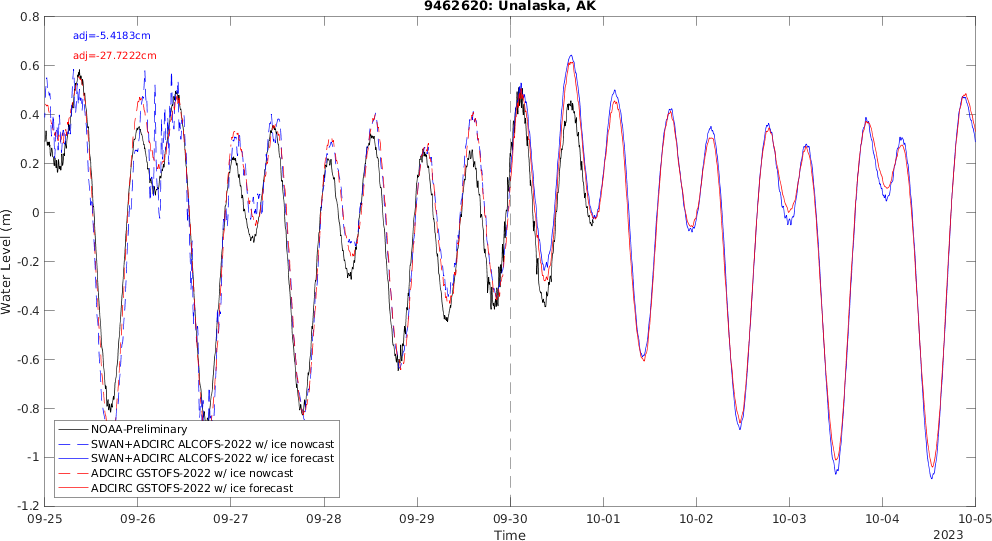 9462620: Unalaska, AK
adj=-5.4183cm
adj=-27.7222cm
Water Level (m)
0.8
0.6
0.4
0.2
0
-0.2
-0.4
-0.6
-0.8
-1
-1.2
NOAA-Preliminary
SWAN+ADCIRC ALCOFS-2022 w/ ice nowcast
SWAN+ADCIRC ALCOFS-2022 w/ ice forecast
ADCIRC GSTOFS-2022 w/ ice nowcast
ADCIRC GSTOFS-2022 w/ ice forecast
09-25 09-26 09-27 09-28 09-29 09-30 10-01 10-02 10-03 10-04 10-05
Time
2023